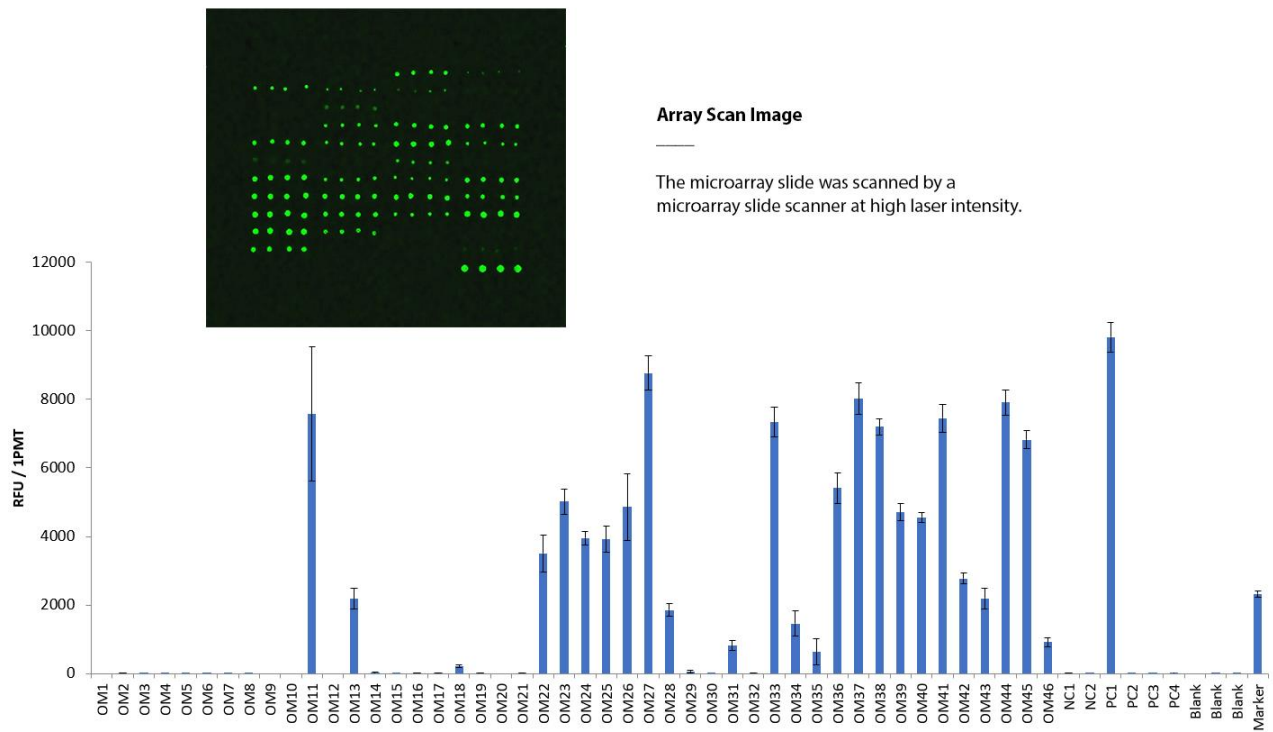 Array Scan Image
The microarray slide was scanned by a
microarray slide scanner at high laser intensity.
12000
10000
8000
6000
4000
2000
0
RFU / 1PMT
OM1
OM2
OM3
OM4
OM5
OM6
OM7
OM8
OM9
OM10
OM11
OM12
OM13
OM14
OM15
OM16
OM17
OM18
OM19
OM20
OM21
OM22
OM23
OM24
OM25
OM26
OM27
OM28
OM29
OM30
OM31
OM32
OM33
OM34
OM35
OM36
OM37
OM38
OM39
OM40
OM41
OM42
OM43
OM44
OM45
OM46
NC1
NC2
PC1
PC2
PC3
PC4
Blank
Blank
Blank
Marker